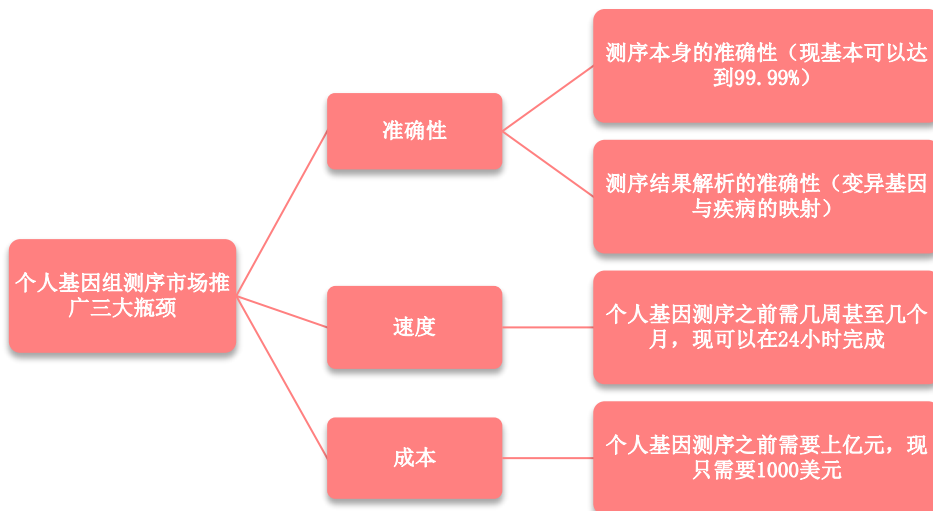 个人基因组测序市场推
广三大瓶颈
准确性
测序本身的准确性（现基本可以达
到99.99%）
测序结果解析的准确性（变异基因
与疾病的映射）
速度
个人基因测序之前需几周甚至几个
月，现可以在24小时完成
成本
个人基因测序之前需要上亿元，现
只需要1000美元